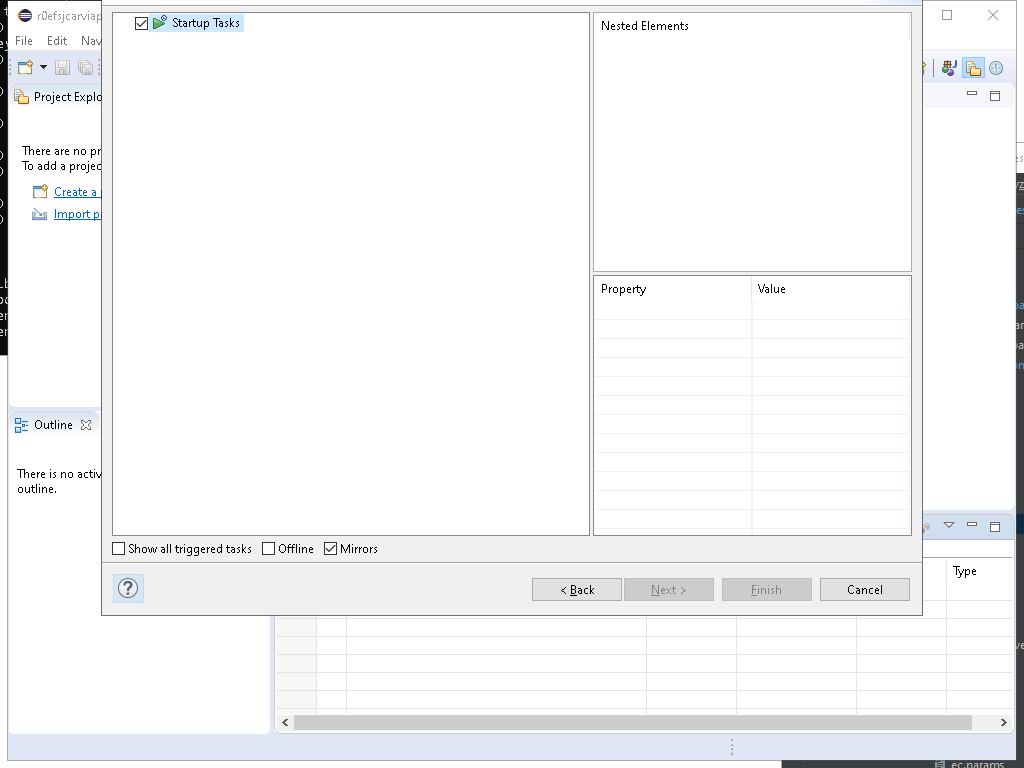 r0efsjcarviap
File Edit Nav
Startup Tasks
Nested Elements
Project Explo
There are no pr
To add a projec
Create a
Import p
Property Value
Outline
There is no activ
outline.
Show all triggered tasks Offline Mirrors
Type
< Back Next > Finish Cancel
ec.params